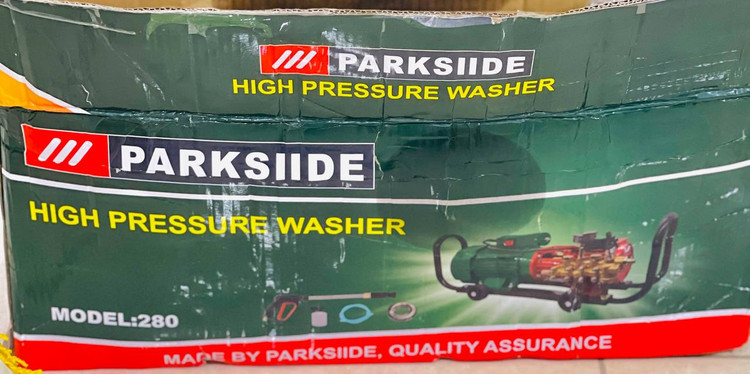 PARKSIIDE
HIGH PRESSURE WASHER
PARKSIIDE
HIGH PRESSURE WASHER
MODEL:280
MADE BY PARKSIIDE, QUALITY ASSURANCE